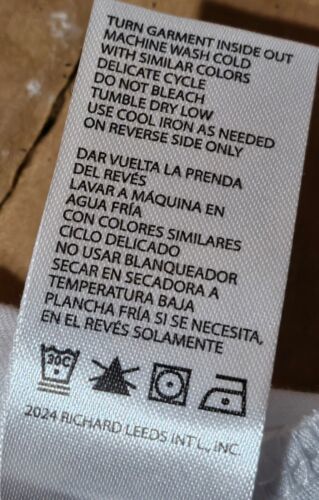 TURN GARMENT INSIDE OUT
MACHINE WASH COLD
WITH SIMILAR COLORS
DELICATE CYCLE
DO NOT BLEACH
TUMBLE DRY LOW
USE COOL IRON AS NEEDED
ON REVERSE SIDE ONLY
DAR VUELTA LA PRENDA
DEL REVÉS
LAVAR A MÁQUINA EN
AGUA FRÍA
CON COLORES SIMILARES
CICLO DELICADO
NO USAR BLANQUEADOR
SECAR EN SECADORA A
TEMPERATURA BAJA
PLANCHA FRÍA SI SE NECESITA,
EN EL REVÉS SOLAMENTE
30C
2024 RICHARD LEEDS INT'L, INC.